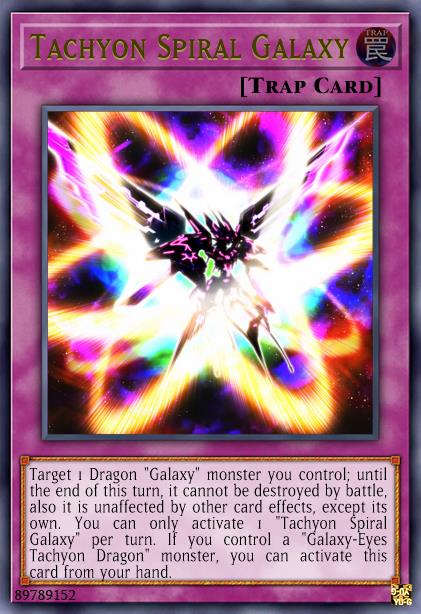 TACHYON SPIRAL GALAXY
TRAP
罠
[TRAP CARD]
Target 1 Dragon "Galaxy" monster you control; until
the end of this turn, it cannot be destroyed by battle,
also it is unaffected by other card effects, except its
own. You can only activate 1 "Tachyon Spiral
Galaxy" per turn. If you control a "Galaxy-Eyes
Tachyon Dragon" monster, you can activate this
card from your hand.
89789152